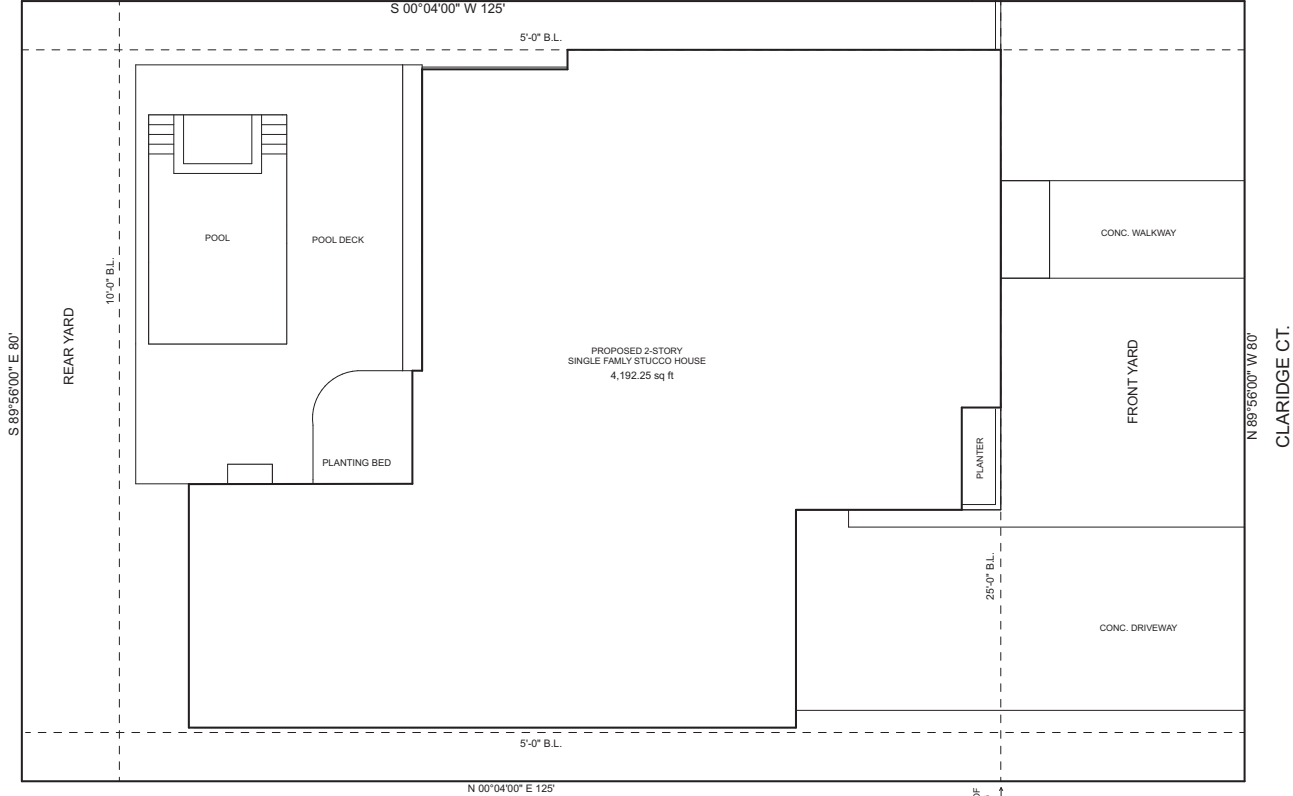 S 00°04'00" W 125'
5'-0" B.L.
POOL
POOL DECK
CONC. WALKWAY
10'-0" B.L.
REAR YARD
S 89°56'00" E 80'
PROPOSED 2-STORY
SINGLE FAMLY STUCCO HOUSE
4,192.25 sq ft
FRONT YARD
N 89°56'00" W 80'
CLARIDGE CT.
PLANTING BED
PLANTER
25'-0" B.L.
CONC. DRIVEWAY
5'-0" B.L.
N 00°04'00" E 125'
OF